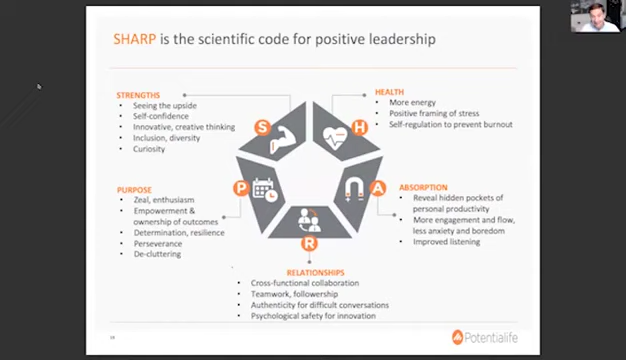 SHARP is the scientific code for positive leadership
STRENGTHS
• Seeing the upside
• Self-confidence
• Innovative, creative thinking
• Inclusion, diversity
• Curiosity
HEALTH
• More energy
• Positive framing of stress
• Self-regulation to prevent burnout
S
H
P
A
R
PURPOSE
• Zeal, enthusiasm
• Empowerment &
ownership of outcomes
• Determination, resilience
• Perseverance
• De-cluttering
ABSORPTION
• Reveal hidden pockets of
personal productivity
• More engagement and flow,
less anxiety and boredom
• Improved listening
RELATIONSHIPS
• Cross-functional collaboration
• Teamwork, followership
• Authenticity for difficult conversations
• Psychological safety for innovation
Potentialife